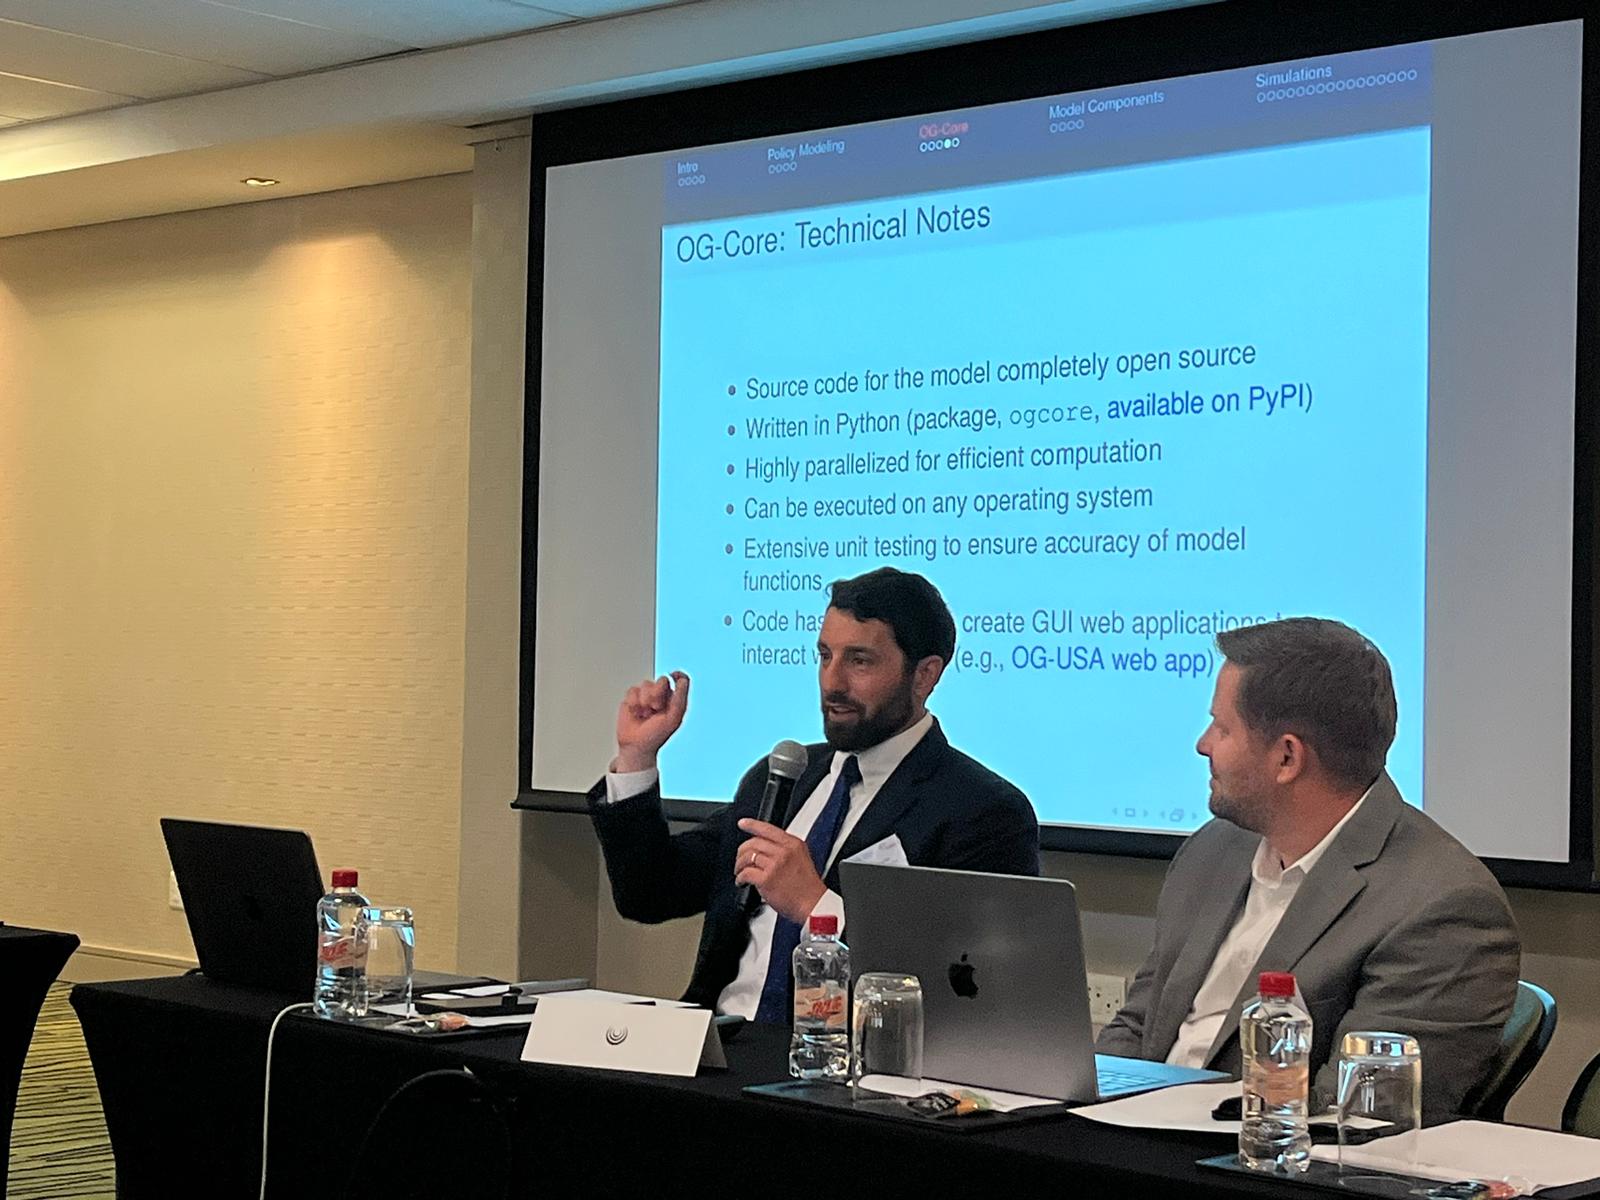 Intro
Policy Modeling
OG-Core
Model Components
Simulations
OG-Core: Technical Notes
Source code for the model completely open source
Written in Python (package, ogcore, available on PyPI)
Highly parallelized for efficient computation
Can be executed on any operating system
Extensive unit testing to ensure accuracy of model
functions
Code has create GUI web applications
interact (e.g., OG-USA web app)